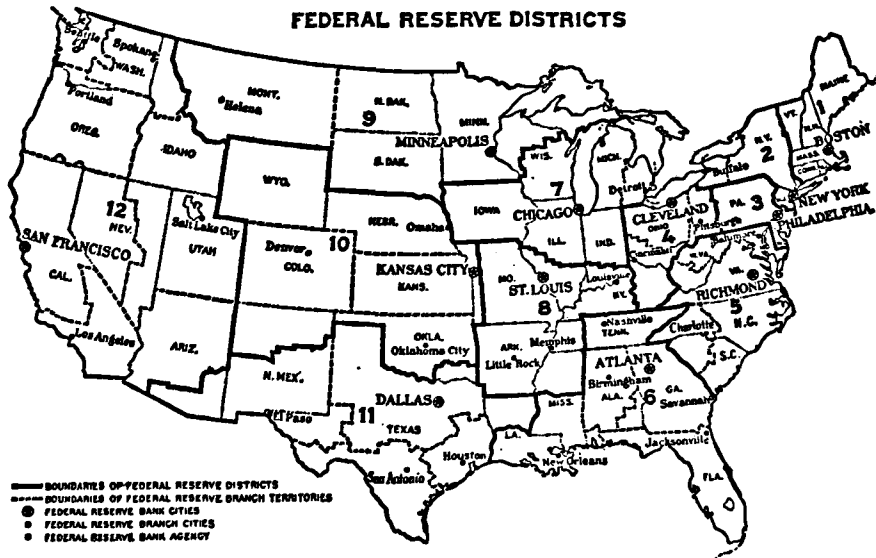 FEDERAL RESERVE DISTRICTS
Seattle
Spokane
WASH.
Portland
OREG.
IDAHO
MONT.
Helena
WYO.
12
NEV.
Salt Lake City
UTAH
SAN FRANCISCO
CAL.
Los Angeles
ARIZ.
9
N. DAK.
S. DAK.
MINN.
MINNEAPOLIS
NEBR.
Omaha
10
Denver
COLO.
KANSAS CITY
KANS.
OKLA.
Oklahoma City
N. MEX.
El Paso
11
DALLAS
TEXAS
Houston
San Antonio
WIS.
MICH.
7
Detroit
IOWA
CHICAGO
ILL.
IND.
MO.
ST. LOUIS
8
Louisville
KY.
ARK.
Little Rock
Memphis
Nashville
TENN.
MISS.
LA.
New Orleans
ATLANTA
Birmingham
ALA.
6
GA.
Savannah
Jacksonville
FLA.
CLEVELAND
OHIO
4
Cincinnati
Pittsburgh
W.VA.
Baltimore
VA.
RICHMOND
5
N.C.
Charlotte
S.C.
PA.
3
PHILADELPHIA
NEW YORK
N.Y.
2
Buffalo
VT.
N.H.
MAINE
1
BOSTON
MASS.
CONN.
BOUNDARIES OF FEDERAL RESERVE DISTRICTS
BOUNDARIES OF FEDERAL RESERVE BRANCH TERRITORIES
FEDERAL RESERVE BANK CITIES
FEDERAL RESERVE BRANCH CITIES
FEDERAL RESERVE BANK AGENCY